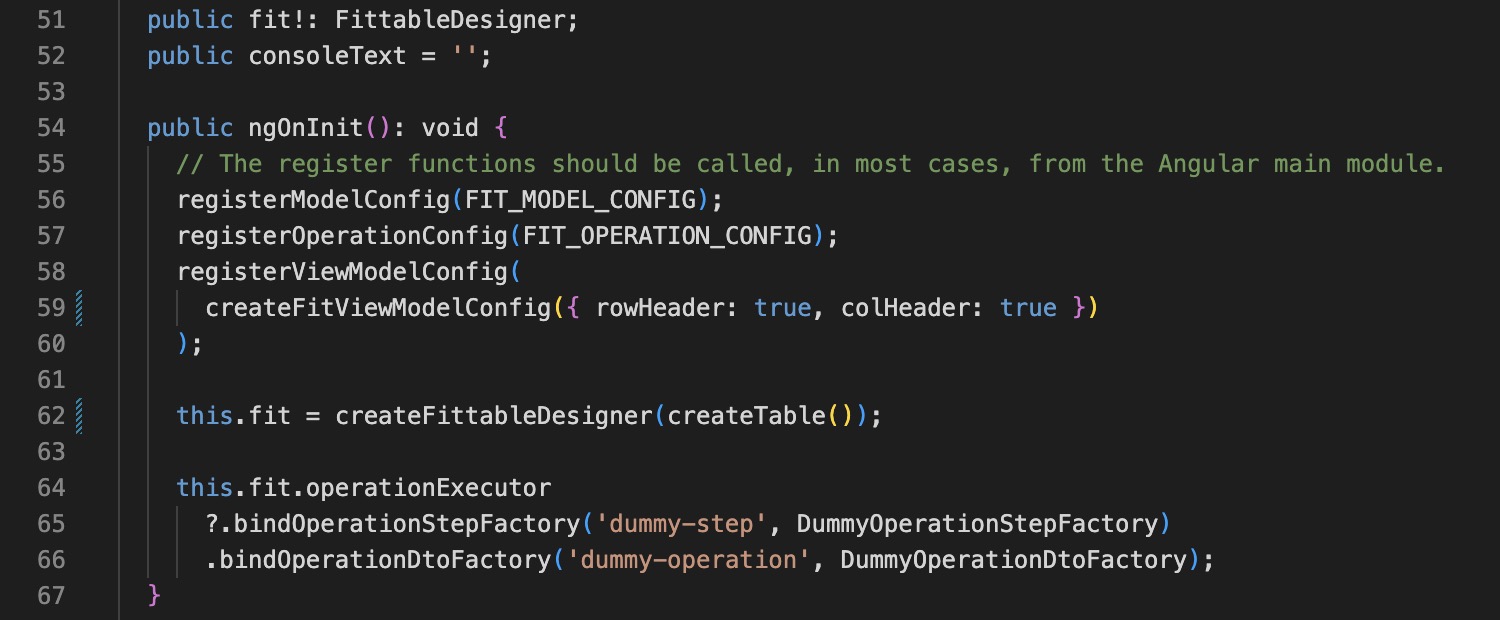 51 public fit!: FittableDesigner;
52 public consoleText = '';
53
54 public ngOnInit(): void {
55 // The register functions should be called, in most cases, from the Angular main module.
56 registerModelConfig(FIT_MODEL_CONFIG);
57 registerOperationConfig(FIT_OPERATION_CONFIG);
58 registerViewModelConfig(
59 createFitViewModelConfig({ rowHeader: true, colHeader: true })
60 );
61
62 this.fit = createFittableDesigner(createTable());
63
64 this.fit.operationExecutor
65 ?.bindOperationStepFactory('dummy-step', DummyOperationStepFactory)
66 .bindOperationDtoFactory('dummy-operation', DummyOperationDtoFactory);
67 }